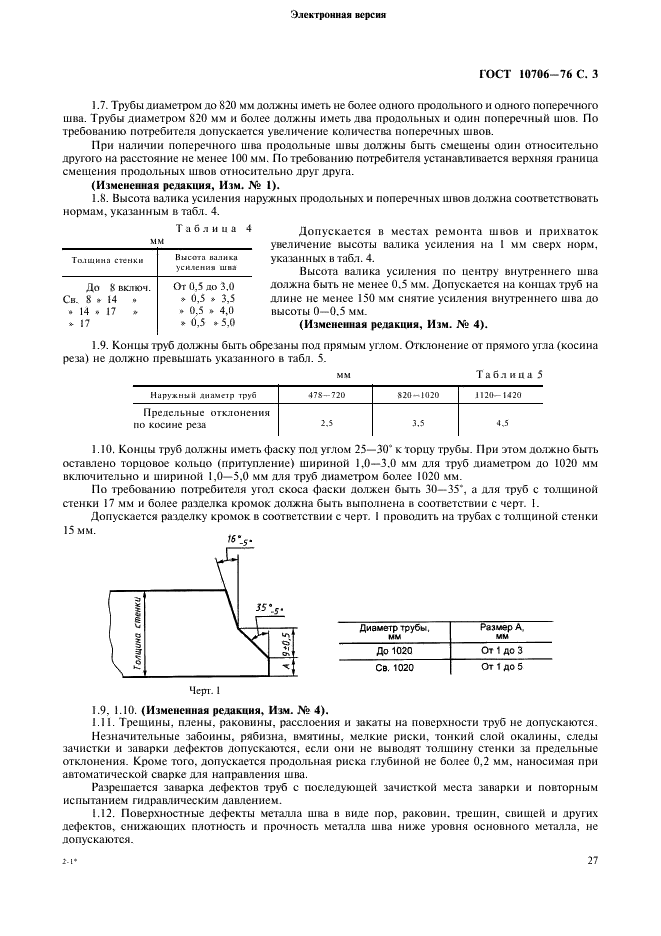 Электронная версия
ГОСТ 10706—76 С. 3
1.7. Трубы диаметром до 820 мм должны иметь не более одного продольного и одного поперечного
шва. Трубы диаметром 820 мм и более должны иметь два продольных и один поперечный шов. По
требованию потребителя допускается увеличение количества поперечных швов.
При наличии поперечного шва продольные швы должны быть смещены один относительно
другого на расстояние не менее 100 мм. По требованию потребителя устанавливается верхняя граница
смещения продольных швов относительно друг друга.
(Измененная редакция, Изм. № 1).
1.8. Высота валика усиления наружных продольных и поперечных швов должна соответствовать
нормам, указанным в табл. 4.
Таблица 4
мм
Толщина стенки
Высота валика
усиления шва
До 8 включ. От 0,5 до 3,0
Св. 8 » 14 » » 0,5 » 3,5
» 14 » 17 » » 0,5 » 4,0
» 17 » 0,5 » 5,0
Допускается в местах ремонта швов и прихваток
увеличение высоты валика усиления на 1 мм сверх норм,
указанных в табл. 4.
Высота валика усиления по центру внутреннего шва
должна быть не менее 0,5 мм. Допускается на концах труб на
длине не менее 150 мм снятие усиления внутреннего шва до
высоты 0—0,5 мм.
(Измененная редакция, Изм. № 4).
1.9. Концы труб должны быть обрезаны под прямым углом. Отклонение от прямого угла (косина
реза) не должно превышать указанного в табл. 5.
мм Таблица 5
Наружный диаметр труб 478—720 820—1020 1120—1420
Предельные отклонения
по косине реза 2,5 3,5 4,5
1.10. Концы труб должны иметь фаску под углом 25—30° к торцу трубы. При этом должно быть
оставлено торцовое кольцо (притупление) шириной 1,0—3,0 мм для труб диаметром до 1020 мм
включительно и шириной 1,0—5,0 мм для труб диаметром более 1020 мм.
По требованию потребителя угол скоса фаски должен быть 30—35°, а для труб с толщиной
стенки 17 мм и более разделка кромок должна быть выполнена в соответствии с черт. 1.
Допускается разделку кромок в соответствии с черт. 1 проводить на трубах с толщиной стенки
15 мм.
16°-5°
35°-5°
Толщина стенки
9±0,5
А
Черт. 1
Диаметр трубы,
мм
Размер А,
мм
До 1020 От 1 до 3
Св. 1020 От 1 до 5
1.9, 1.10. (Измененная редакция, Изм. № 4).
1.11. Трещины, плены, раковины, расслоения и закаты на поверхности труб не допускаются.
Незначительные забоины, рябизна, вмятины, мелкие риски, тонкий слой окалины, следы
зачистки и заварки дефектов допускаются, если они не выводят толщину стенки за предельные
отклонения. Кроме того, допускается продольная риска глубиной не более 0,2 мм, наносимая при
автоматической сварке для направления шва.
Разрешается заварка дефектов труб с последующей зачисткой места заварки и повторным
испытанием гидравлическим давлением.
1.12. Поверхностные дефекты металла шва в виде пор, раковин, трещин, свищей и других
дефектов, снижающих плотность и прочность металла шва ниже уровня основного металла, не
допускаются.
2-1*
27